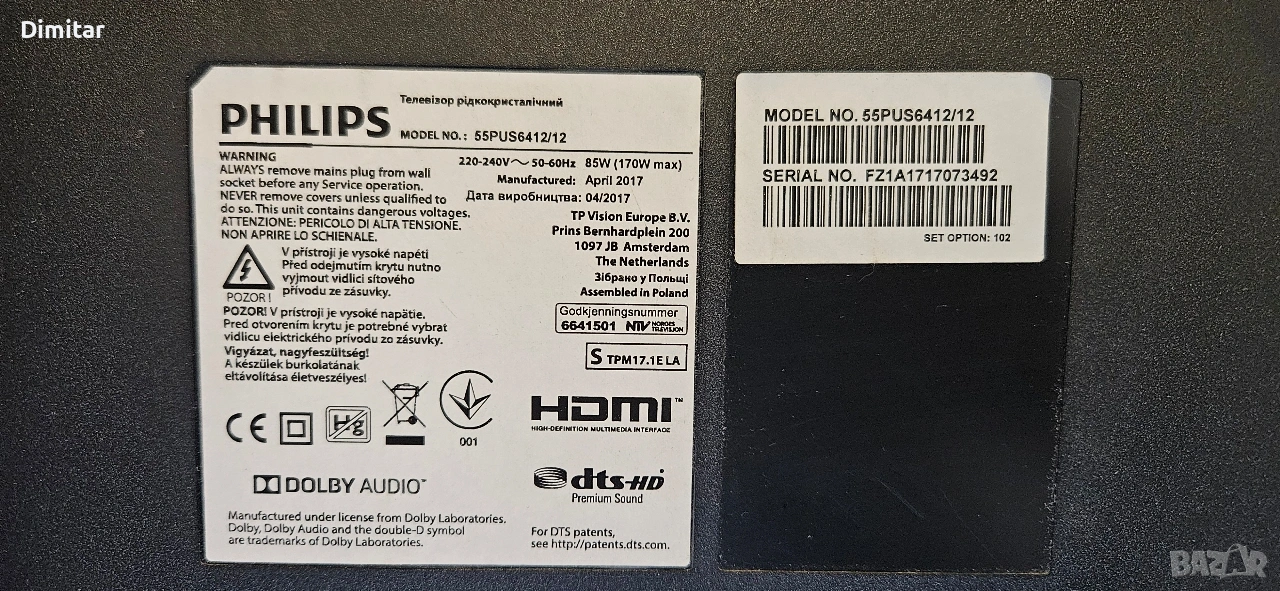 Dimitar
Телевізор рідкокристалічний
PHILIPS
MODEL NO.: 55PUS6412/12
WARNING
ALWAYS remove mains plug from wall
socket before any Service operation.
NEVER remove covers unless qualified to
do so. This unit contains dangerous voltages.
ATTENZIONE: PERICOLO DI ALTA TENSIONE.
NON APRIRE LO SCHIENALE.
220-240V～ 50-60Hz 85W (170W max)
Manufactured: April 2017
Дата виробництва: 04/2017
TP Vision Europe B.V.
Prins Bernhardplein 200
1097 JB Amsterdam
The Netherlands
Зібрано у Польщі
Assembled in Poland
V přístroji je vysoké napětí
Před odejmutím krytu nutno
vyjmout vidlici síťového
přívodu ze zásuvky.
POZOR !
POZOR! V prístroji je vysoké napätie.
Pred otvorením krytu je potrebné vybrat
vidlicu elektrického prívodu zo zásuvky.
Vigyázat, nagyfeszültség!
A készülek burkolatának
eltávolítása életveszélyes!
Godkjenningsnummer
6641501 NTV NORGES TELEVISJON
S TPM17.1E LA
CE
Hg
001
HDMI™
HIGH-DEFINITION MULTIMEDIA INTERFACE
DOLBY AUDIO™
dts-HD
Premium Sound
Manufactured under license from Dolby Laboratories.
Dolby, Dolby Audio and the double-D symbol
are trademarks of Dolby Laboratories.
For DTS patents,
see http://patents.dts.com.
MODEL NO. 55PUS6412/12
SERIAL NO. FZ1A1717073492
SET OPTION: 102
BAZAR